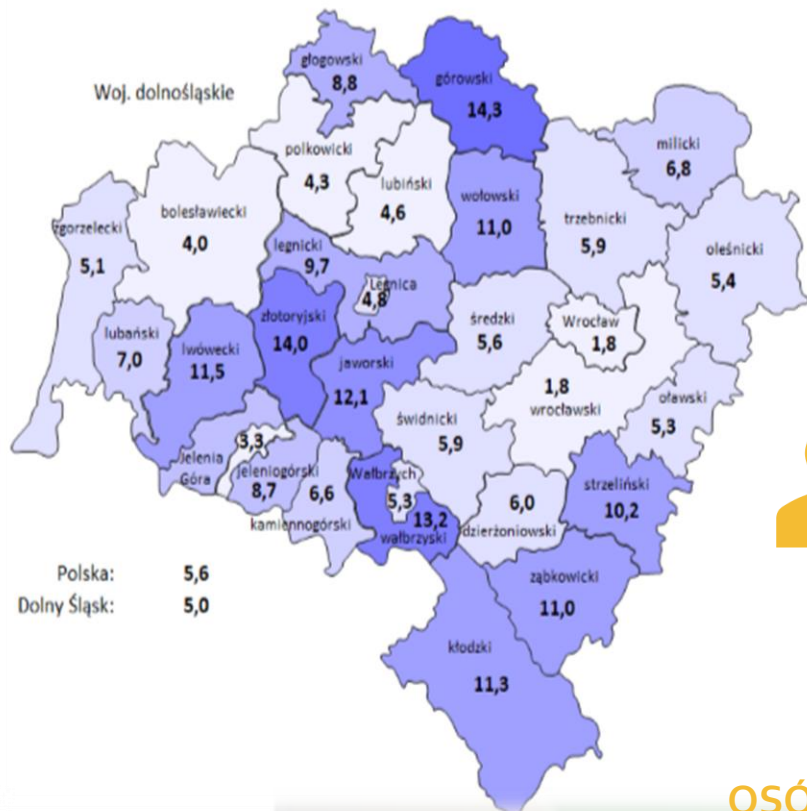 głogowski
8,8
górowski
14,3
Woj. dolnośląskie
milicki
6,8
polkowicki
4,3
lubiński
4,6
wołowski
11,0
trzebnicki
5,9
bolesławiecki
4,0
zgorzelecki
5,1
legnicki
9,7
oleśnicki
5,4
Legnica
4,8
złotoryjski
14,0
średzki
5,6
Wrocław
1,8
lubański
7,0
lwówecki
11,5
jaworski
12,1
1,8
wrocławski
oławski
5,3
świdnicki
5,9
3,3
Jelenia
Góra
jeleniogórski
8,7
6,6
kamiennogórski
Wałbrzych
5,3
13,2
wałbrzyski
6,0
dzierżoniowski
strzeliński
10,2
Polska: 5,6
Dolny Śląsk: 5,0
ząbkowicki
11,0
kłodzki
11,3